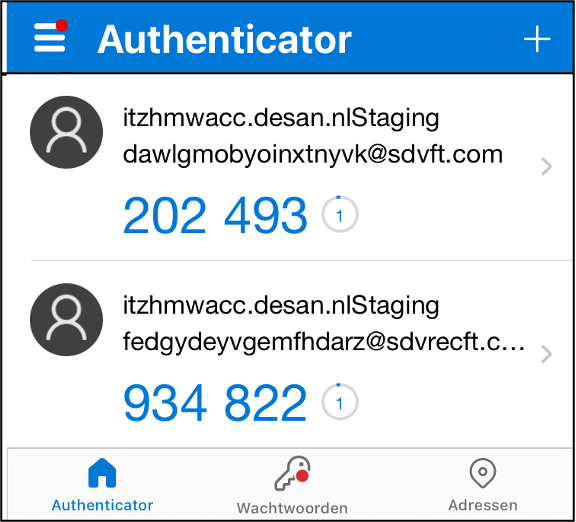 Authenticator
itzhmwacc.desan.nlStaging
dawlgmobyoinxtnyvk@sdvft.com
202 493 1
itzhmwacc.desan.nlStaging
fedgydeyvgemfhdarz@sdvrecft.c...
934 822 1
Authenticator Wachtwoorden Adressen